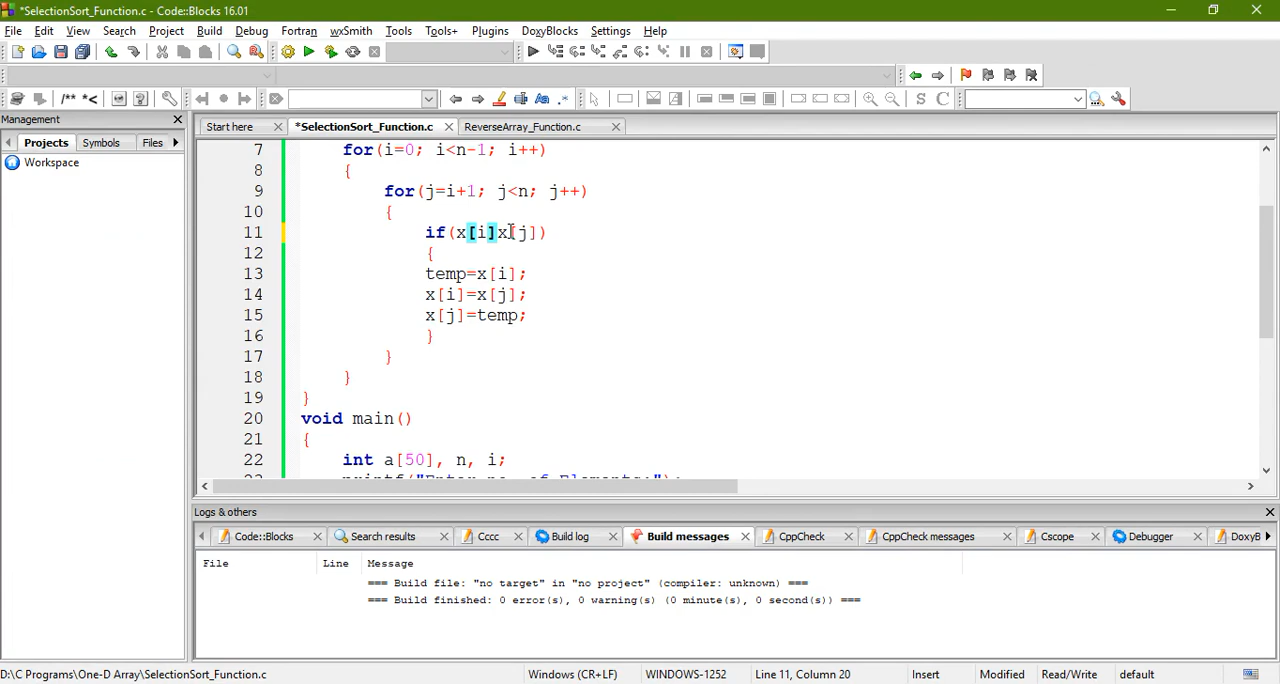 *SelectionSort_Function.c - Code::Blocks 16.01
File Edit View Search Project Build Debug Fortran wxSmith Tools Tools+ Plugins DoxyBlocks Settings Help
/** *<
S C
Management
Projects Symbols Files
Workspace
Start here *SelectionSort_Function.c ReverseArray_Function.c
7 for(i=0; i<n-1; i++)
8 {
9 for(j=i+1; j<n; j++)
10 {
11 if(x[i]x[j])
12 {
13 temp=x[i];
14 x[i]=x[j];
15 x[j]=temp;
16 }
17 }
18 }
19 }
20 void main()
21 {
22 int a[50], n, i;
23 printf("Enter no. of Elements:");
Logs & others
Code::Blocks Search results Cccc Build log Build messages CppCheck CppCheck messages Cscope Debugger DoxyB
File Line Message
=== Build file: "no target" in "no project" (compiler: unknown) ===
=== Build finished: 0 error(s), 0 warning(s) (0 minute(s), 0 second(s)) ===
D:\C Programs\One-D Array\SelectionSort_Function.c Windows (CR+LF) WINDOWS-1252 Line 11, Column 20 Insert Modified Read/Write default